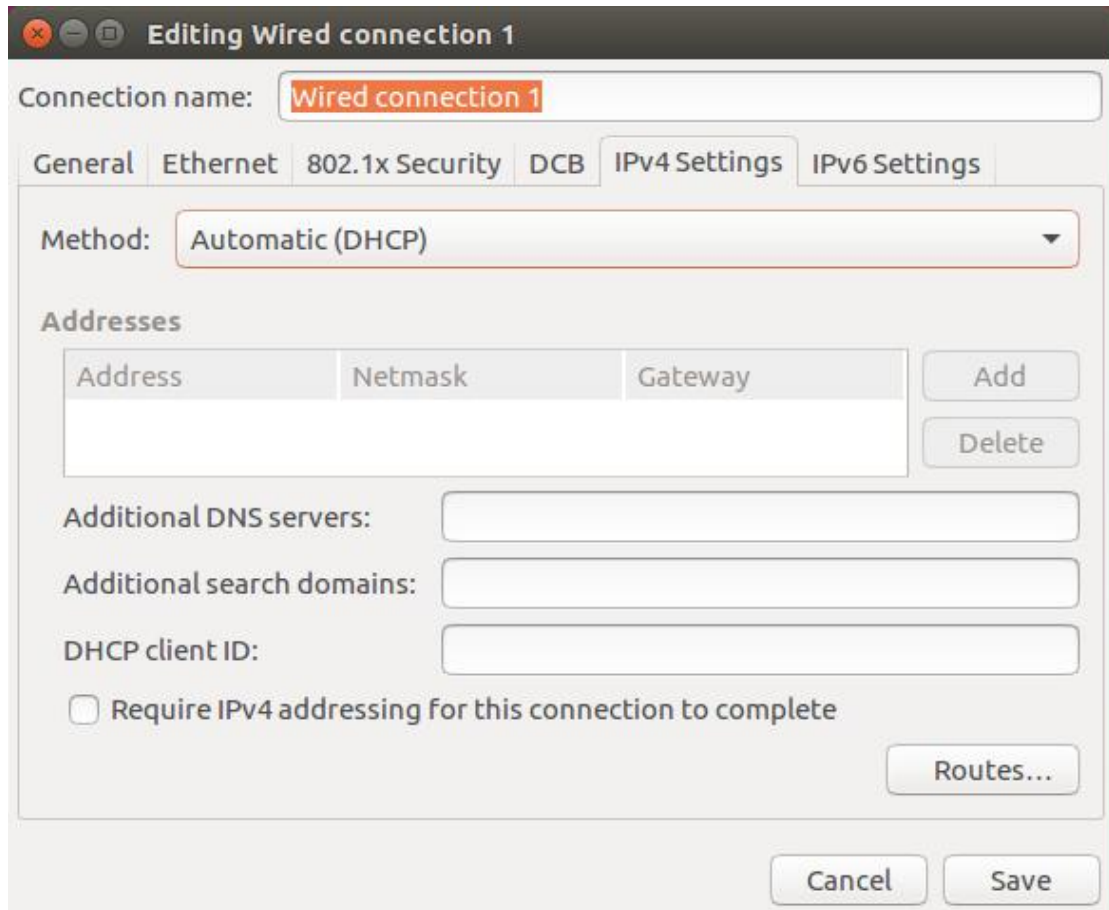 Editing Wired connection 1
Connection name: Wired connection 1
General Ethernet 802.1x Security DCB IPv4 Settings IPv6 Settings
Method: Automatic (DHCP)
Addresses
Address Netmask Gateway Add
Delete
Additional DNS servers:
Additional search domains:
DHCP client ID:
Require IPv4 addressing for this connection to complete
Routes...
Cancel Save